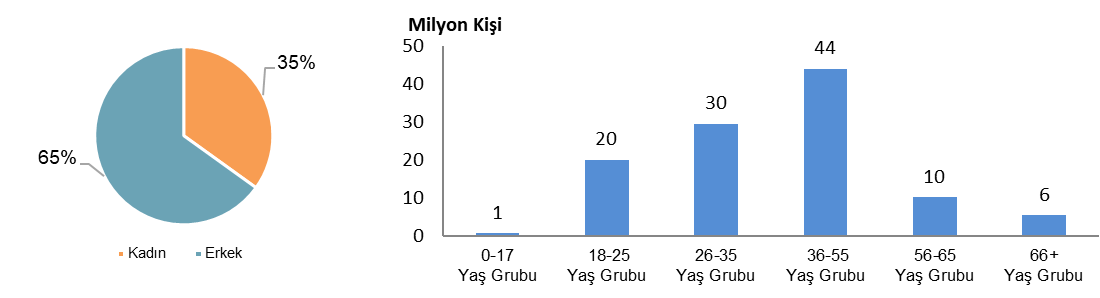 35%
65%
Kadın
Erkek
Milyon Kişi
50
40
30
20
10
0
1
20
30
44
10
6
0-17
Yaş Grubu
18-25
Yaş Grubu
26-35
Yaş Grubu
36-55
Yaş Grubu
56-65
Yaş Grubu
66+
Yaş Grubu